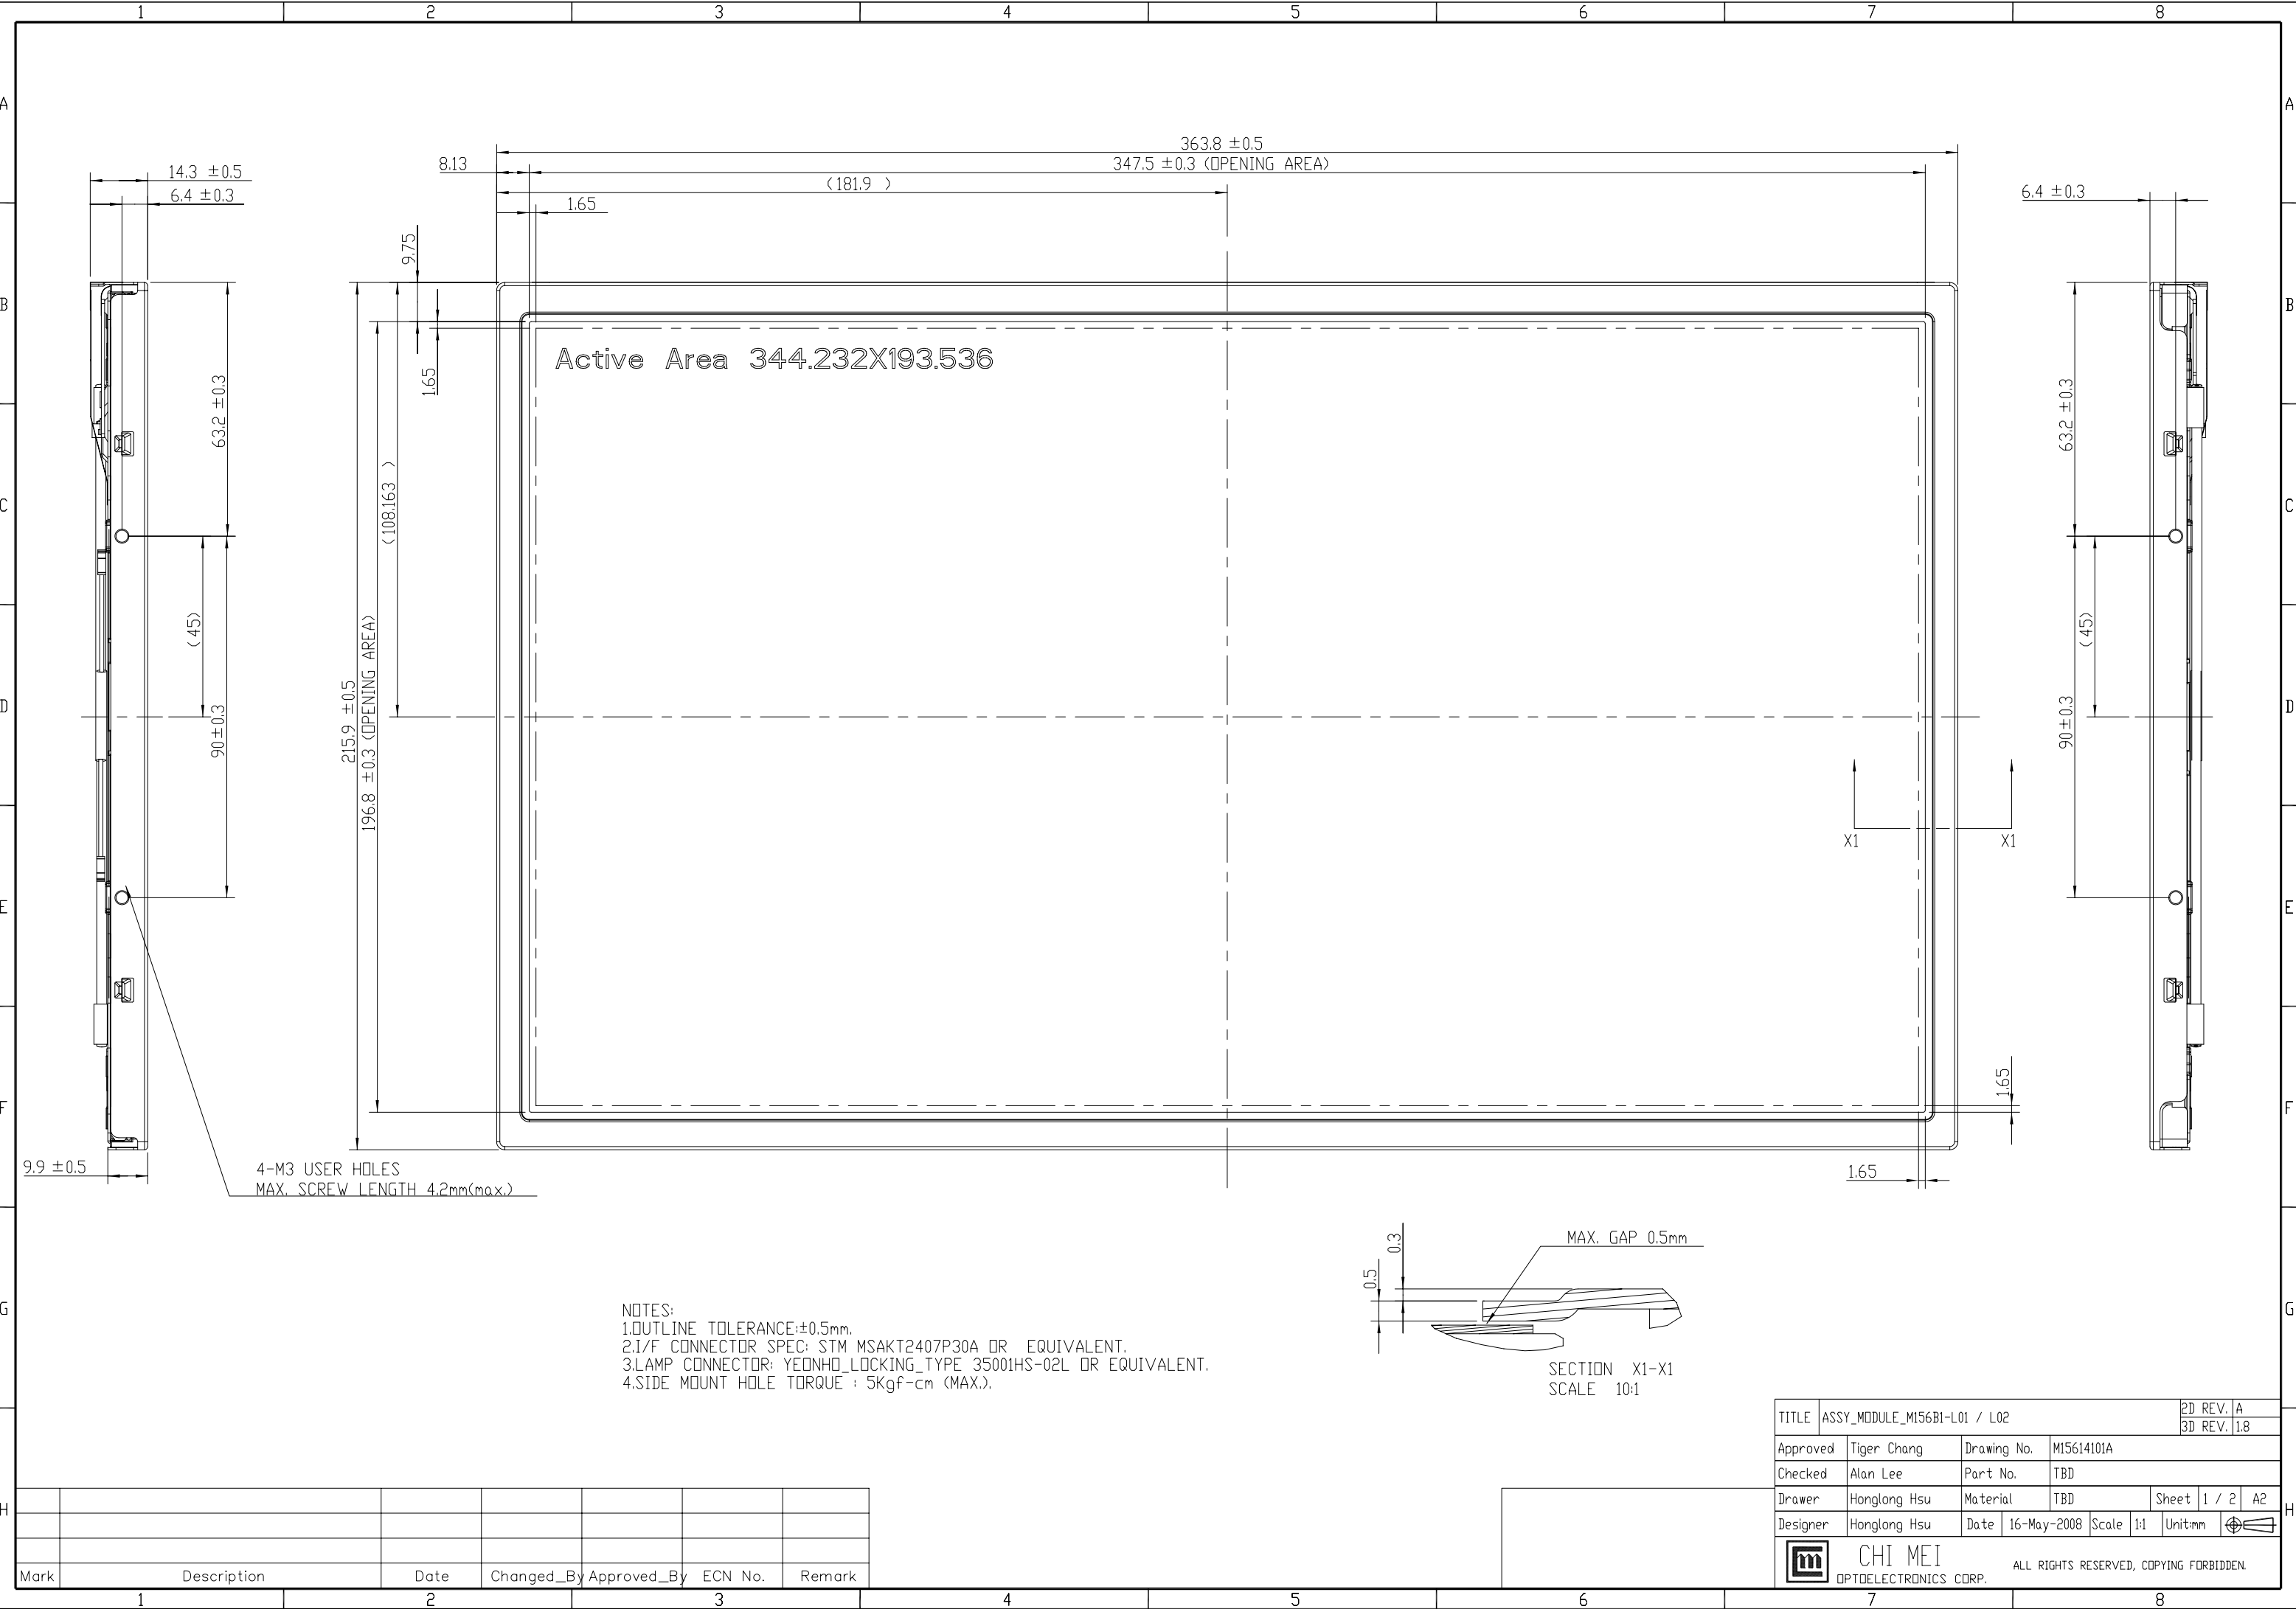 1 2 3 4 5 6 7 8
A A
B B
C C
D D
E E
F F
G G
H H
363.8 ±0.5
8.13
347.5 ±0.3 (OPENING AREA)
(181.9 )
1.65
14.3 ±0.5
6.4 ±0.3
6.4 ±0.3
9.75
1.65
Active Area 344.232X193.536
63.2 ±0.3
(108.163 )
63.2 ±0.3
(45)
90±0.3
215.9 ±0.5
196.8 ±0.3 (OPENING AREA)
(45)
90±0.3
X1 X1
1.65
1.65
9.9 ±0.5
4-M3 USER HOLES
MAX. SCREW LENGTH 4.2mm(max.)
0.3
0.5
MAX. GAP 0.5mm
SECTION X1-X1
SCALE 10:1
NOTES:
1.OUTLINE TOLERANCE:±0.5mm.
2.I/F CONNECTOR SPEC: STM MSAKT2407P30A OR EQUIVALENT.
3.LAMP CONNECTOR: YEONHO_LOCKING_TYPE 35001HS-02L OR EQUIVALENT.
4.SIDE MOUNT HOLE TORQUE : 5Kgf-cm (MAX.).
TITLE ASSY_MODULE_M156B1-L01 / L02 2D REV. A
3D REV. 1.8
Approved Tiger Chang Drawing No. M15614101A
Checked Alan Lee Part No. TBD
Drawer Honglong Hsu Material TBD Sheet 1 / 2 A2
Designer Honglong Hsu Date 16-May-2008 Scale 1:1 Unit:mm
CHI MEI
OPTOELECTRONICS CORP.
ALL RIGHTS RESERVED, COPYING FORBIDDEN.
Mark Description Date Changed_By Approved_By ECN No. Remark
1 2 3 4 5 6 7 8